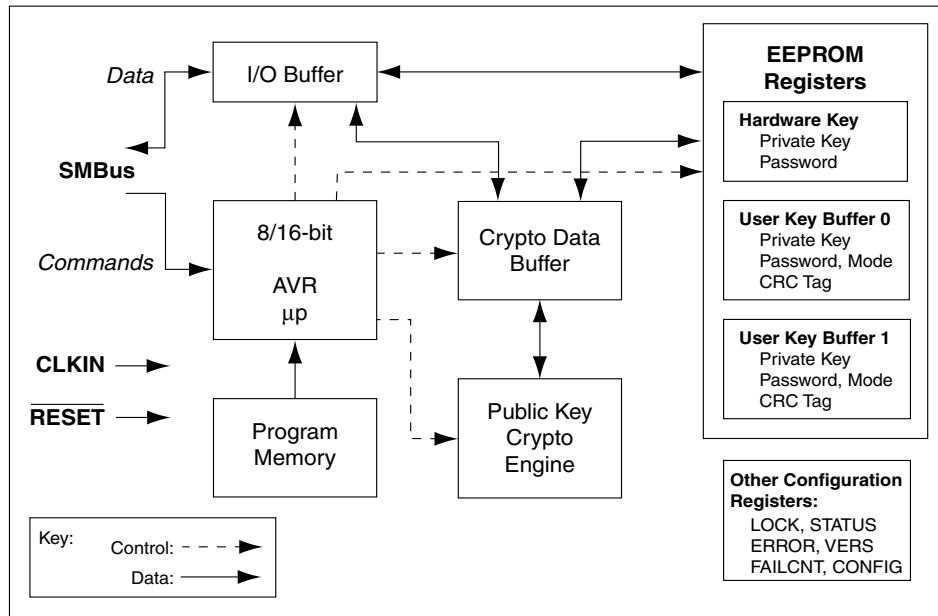 Data
SMBus
Commands
CLKIN
RESET
I/O Buffer
8/16-bit
AVR
μp
Program
Memory
Crypto Data
Buffer
Public Key
Crypto
Engine
EEPROM
Registers
Hardware Key
Private Key
Password
User Key Buffer 0
Private Key
Password, Mode
CRC Tag
User Key Buffer 1
Private Key
Password, Mode
CRC Tag
Other Configuration
Registers:
LOCK, STATUS
ERROR, VERS
FAILCNT, CONFIG
Key:
Control:
Data: